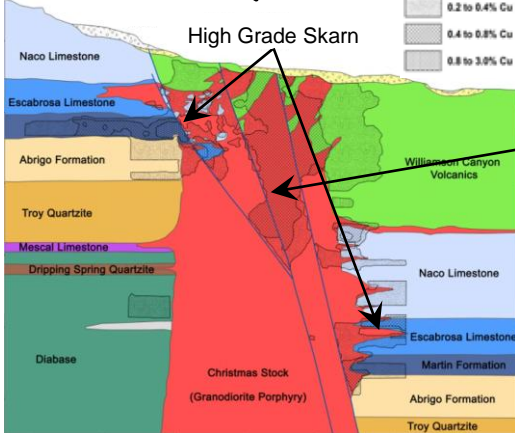 0.2 to 0.4% Cu
0.4 to 0.8% Cu
0.8 to 3.0% Cu
High Grade Skarn
Naco Limestone
Escabrosa Limestone
Abrigo Formation
Troy Quartzite
Mescal Limestone
Dripping Spring Quartzite
Diabase
Christmas Stock
(Granodiorite Porphyry)
Williamson Canyon
Volcanics
Naco Limestone
Escabrosa Limestone
Martin Formation
Abrigo Formation
Troy Quartzite